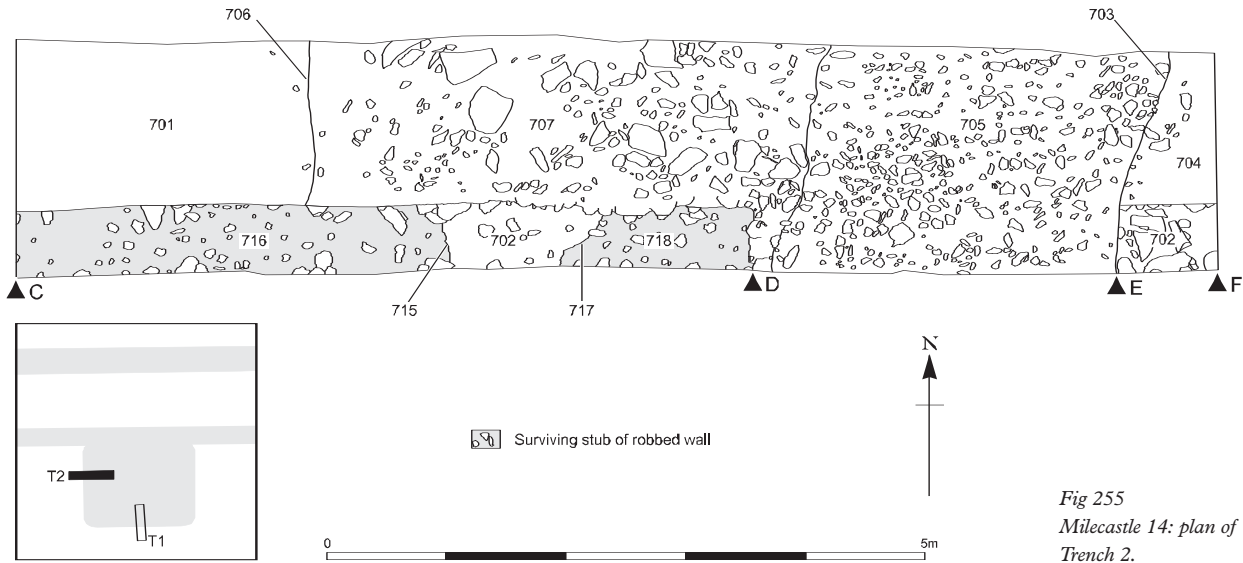 706
703
701
707
705
704
716
702
718
702
C
D
E
F
715
717
N
T2
T1
Surviving stub of robbed wall
0
5m
Fig 255
Milecastle 14: plan of
Trench 2.